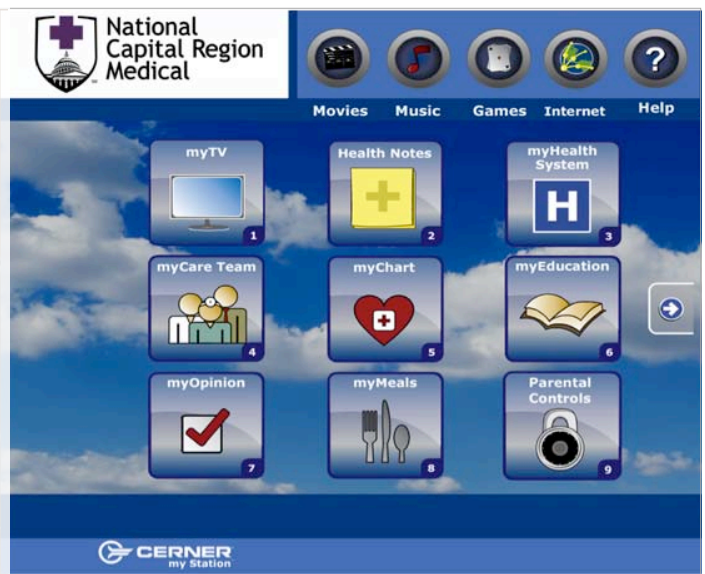 National
Capital Region
Medical
Movies Music Games Internet Help
?
myTV
1
Health Notes
2
myHealth
System
H
3
myCare Team
4
myChart
5
myEducation
6
myOpinion
7
myMeals
8
Parental
Controls
9
CERNER
my Station